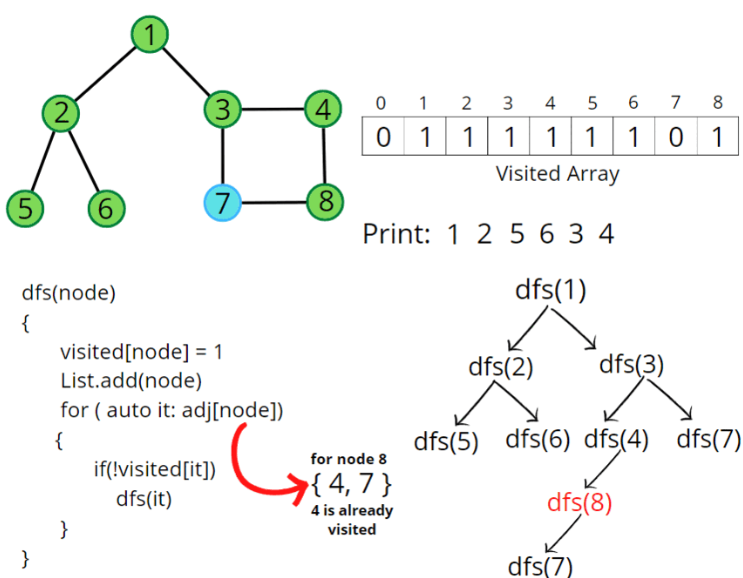 1
2
3
4
5
6
7
8
0 1 2 3 4 5 6 7 8
0 1 1 1 1 1 1 0 1
Visited Array
Print: 1 2 5 6 3 4
dfs(node)
{
visited[node] = 1
List.add(node)
for ( auto it: adj[node])
{
if(!visited[it])
dfs(it)
}
}
for node 8
{ 4, 7 }
4 is already
visited
dfs(1)
dfs(2)
dfs(3)
dfs(5)
dfs(6)
dfs(4)
dfs(7)
dfs(8)
dfs(7)